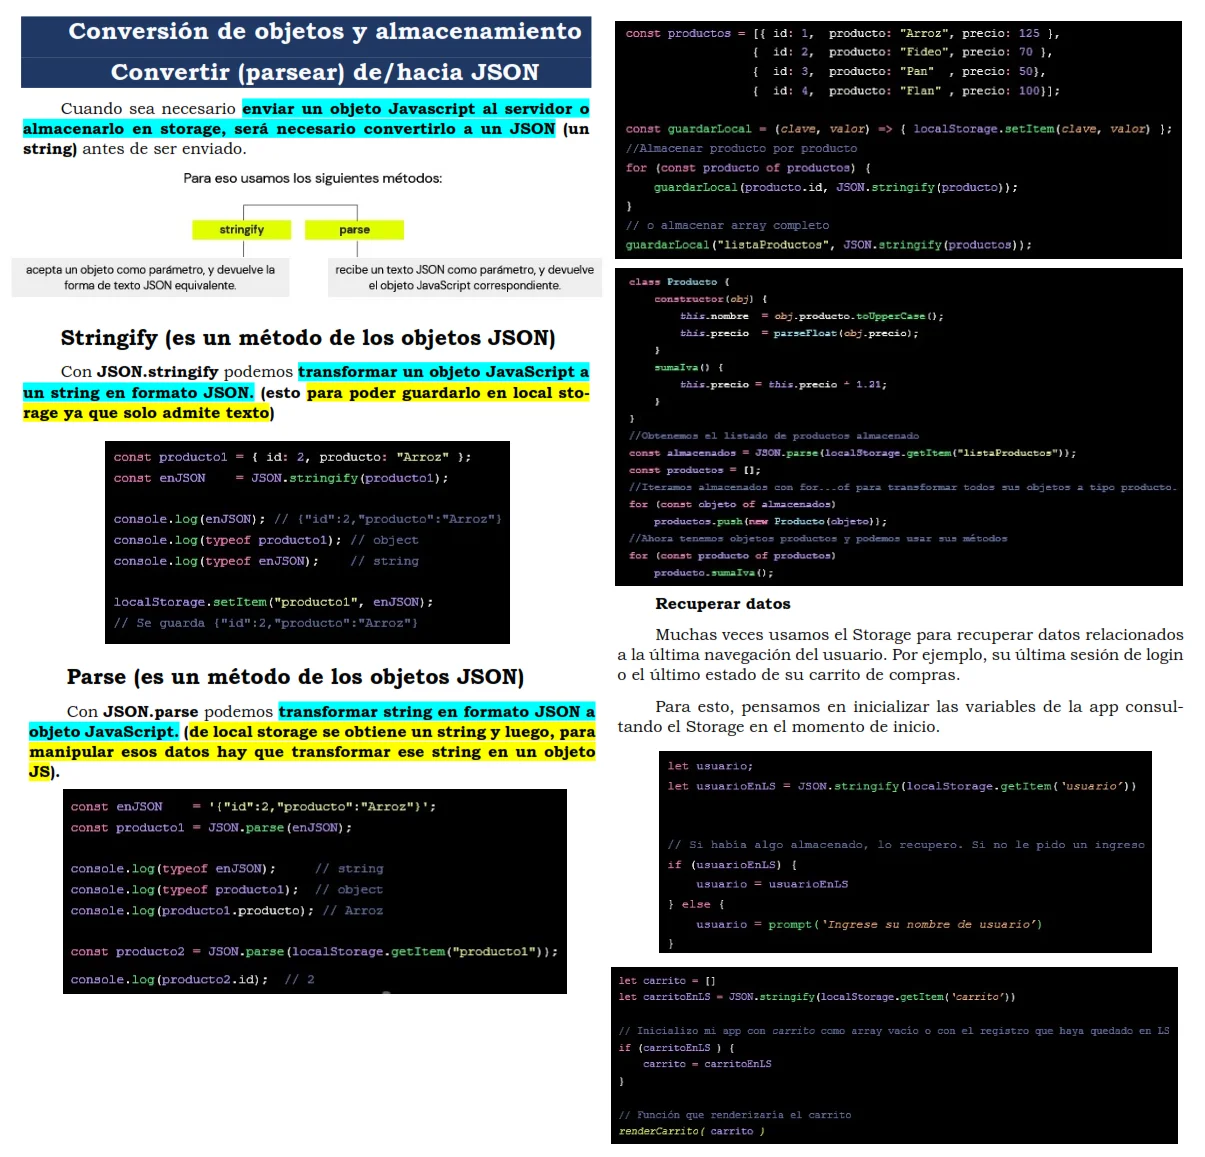 Conversión de objetos y almacenamiento
Convertir (parsear) de/hacia JSON
Cuando sea necesario enviar un objeto Javascript al servidor o
almacenarlo en storage, será necesario convertirlo a un JSON (un
string) antes de ser enviado.
Para eso usamos los siguientes métodos:
stringify parse
acepta un objeto como parámetro, y devuelve la
forma de texto JSON equivalente.
recibe un texto JSON como parámetro, y devuelve
el objeto JavaScript correspondiente.
Stringify (es un método de los objetos JSON)
Con JSON.stringify podemos transformar un objeto JavaScript a
un string en formato JSON. (esto para poder guardarlo en local sto-
rage ya que solo admite texto)
const producto1 = { id: 2, producto: "Arroz" };
const enJSON    = JSON.stringify(producto1);
console.log(enJSON); // {"id":2,"producto":"Arroz"}
console.log(typeof producto1); // object
console.log(typeof enJSON);    // string
localStorage.setItem("producto1", enJSON);
// Se guarda {"id":2,"producto":"Arroz"}
Parse (es un método de los objetos JSON)
Con JSON.parse podemos transformar string en formato JSON a
objeto JavaScript. (de local storage se obtiene un string y luego, para
manipular esos datos hay que transformar ese string en un objeto
JS).
const enJSON    = '{"id":2,"producto":"Arroz"}';
const producto1 = JSON.parse(enJSON);
console.log(typeof enJSON);     // string
console.log(typeof producto1);  // object
console.log(producto1.producto); // Arroz
const producto2 = JSON.parse(localStorage.getItem("producto1"));
console.log(producto2.id);  // 2
const productos = [{ id: 1,  producto: "Arroz", precio: 125 },
{  id: 2,  producto: "Fideo", precio: 70 },
{  id: 3,  producto: "Pan"  , precio: 50},
{  id: 4,  producto: "Flan" , precio: 100}];
const guardarLocal = (clave, valor) => { localStorage.setItem(clave, valor) };
//Almacenar producto por producto
for (const producto of productos) {
guardarLocal(producto.id, JSON.stringify(producto));
}
// o almacenar array completo
guardarLocal("listaProductos", JSON.stringify(productos));
class Producto {
constructor(obj) {
this.nombre  = obj.producto.toUpperCase();
this.precio  = parseFloat(obj.precio);
}
sumaIva() {
this.precio = this.precio * 1.21;
}
}
//Obtenemos el listado de productos almacenado
const almacenados = JSON.parse(localStorage.getItem("listaProductos"));
const productos = [];
//Iteramos almacenados con for...of para transformar todos sus objetos a tipo producto.
for (const objeto of almacenados)
productos.push(new Producto(objeto));
//Ahora tenemos objetos productos y podemos usar sus métodos
for (const producto of productos)
producto.sumaIva();
Recuperar datos
Muchas veces usamos el Storage para recuperar datos relacionados
a la última navegación del usuario. Por ejemplo, su última sesión de login
o el último estado de su carrito de compras.
Para esto, pensamos en inicializar las variables de la app consul-
tando el Storage en el momento de inicio.
let usuario;
let usuarioEnLS = JSON.stringify(localStorage.getItem('usuario'))
// Si había algo almacenado, lo recupero. Si no le pido un ingreso
if (usuarioEnLS) {
usuario = usuarioEnLS
} else {
usuario = prompt('Ingrese su nombre de usuario')
}
let carrito = []
let carritoEnLS = JSON.stringify(localStorage.getItem('carrito'))
// Inicializo mi app con carrito como array vacío o con el registro que haya quedado en LS
if (carritoEnLS ) {
carrito = carritoEnLS
}
// Función que renderizaría el carrito
renderCarrito( carrito )